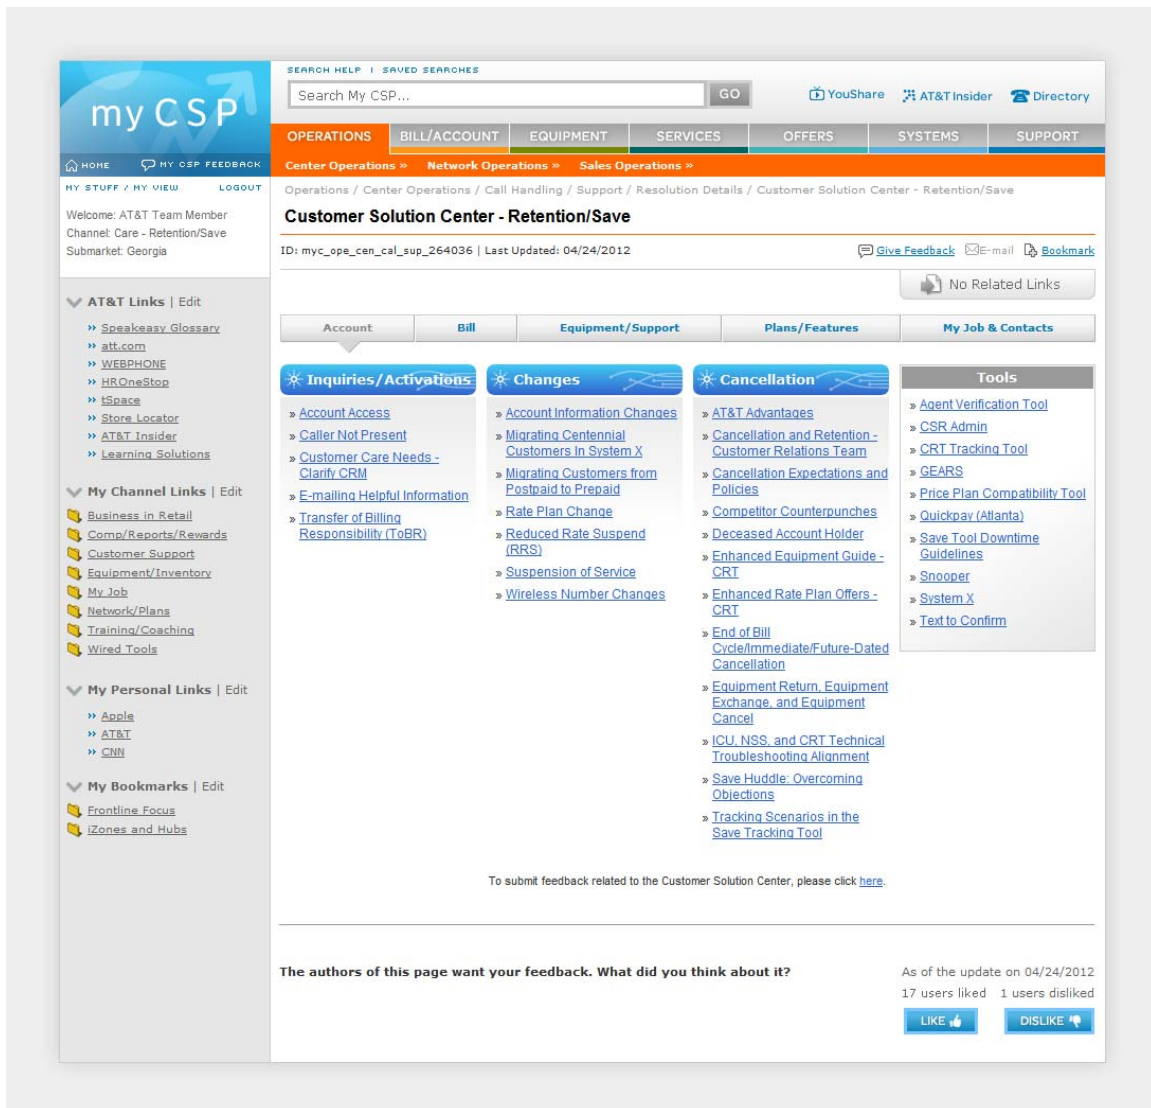 SEARCH HELP | SAVED SEARCHES
my CSP
Search My CSP...
GO
YouShare
AT&T Insider
Directory
OPERATIONS
BILL/ACCOUNT
EQUIPMENT
SERVICES
OFFERS
SYSTEMS
SUPPORT
HOME
MY CSP FEEDBACK
Center Operations »
Network Operations »
Sales Operations »
MY STUFF / MY VIEW
LOGOUT
Operations / Center Operations / Call Handling / Support / Resolution Details / Customer Solution Center - Retention/Save
Welcome: AT&T Team Member
Channel: Care - Retention/Save
Submarket: Georgia
Customer Solution Center - Retention/Save
ID: myc_ope_cen_cal_sup_264036 | Last Updated: 04/24/2012
Give Feedback
E-mail
Bookmark
No Related Links
AT&T Links | Edit
» Speakeasy Glossary
» att.com
» WEBPHONE
» HROneStop
» tSpace
» Store Locator
» AT&T Insider
» Learning Solutions
My Channel Links | Edit
Business in Retail
Comp/Reports/Rewards
Customer Support
Equipment/Inventory
My Job
Network/Plans
Training/Coaching
Wired Tools
My Personal Links | Edit
» Apple
» AT&T
» CNN
My Bookmarks | Edit
Frontline Focus
iZones and Hubs
Account
Bill
Equipment/Support
Plans/Features
My Job & Contacts
Inquiries/Activations
» Account Access
» Caller Not Present
» Customer Care Needs -
Clarify CRM
» E-mailing Helpful Information
» Transfer of Billing
Responsibility (ToBR)
Changes
» Account Information Changes
» Migrating Centennial
Customers In System X
» Migrating Customers from
Postpaid to Prepaid
» Rate Plan Change
» Reduced Rate Suspend
(RRS)
» Suspension of Service
» Wireless Number Changes
Cancellation
» AT&T Advantages
» Cancellation and Retention -
Customer Relations Team
» Cancellation Expectations and
Policies
» Competitor Counterpunches
» Deceased Account Holder
» Enhanced Equipment Guide -
CRT
» Enhanced Rate Plan Offers -
CRT
» End of Bill
Cycle/Immediate/Future-Dated
Cancellation
» Equipment Return, Equipment
Exchange, and Equipment
Cancel
» ICU, NSS, and CRT Technical
Troubleshooting Alignment
» Save Huddle: Overcoming
Objections
» Tracking Scenarios in the
Save Tracking Tool
Tools
» Agent Verification Tool
» CSR Admin
» CRT Tracking Tool
» GEARS
» Price Plan Compatibility Tool
» Quickpay (Atlanta)
» Save Tool Downtime
Guidelines
» Snooper
» System X
» Text to Confirm
To submit feedback related to the Customer Solution Center, please click here.
The authors of this page want your feedback. What did you think about it?
As of the update on 04/24/2012
17 users liked
1 users disliked
LIKE
DISLIKE